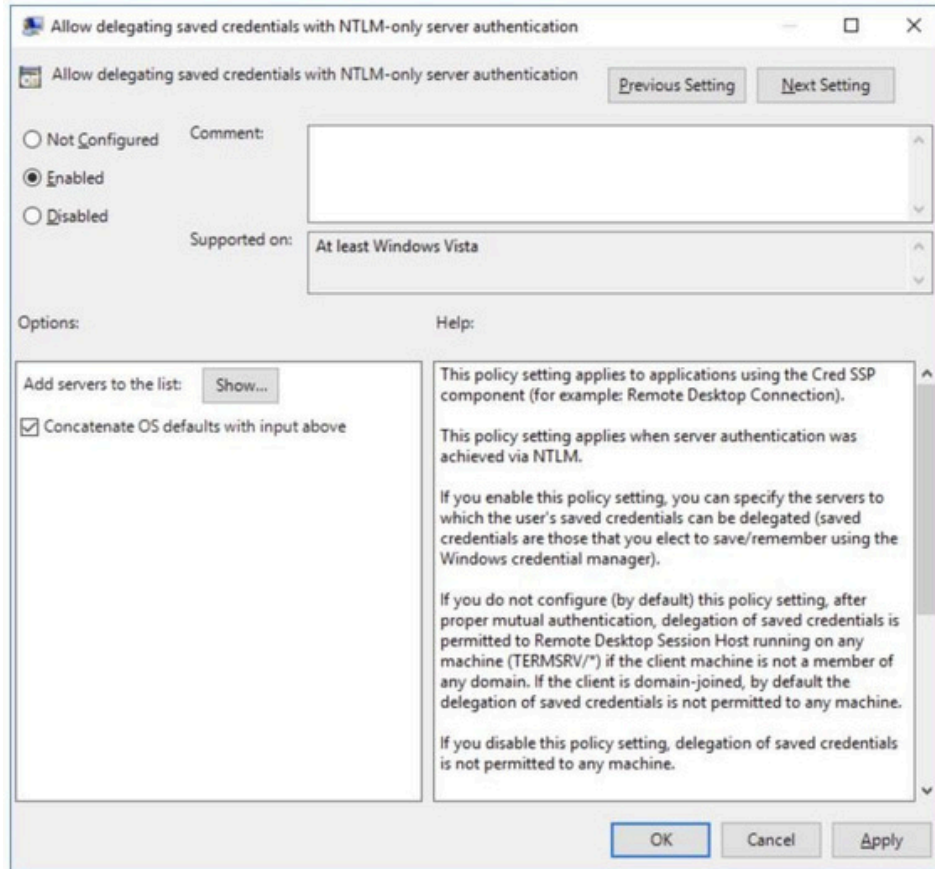 Allow delegating saved credentials with NTLM-only server authentication
Allow delegating saved credentials with NTLM-only server authentication
Previous Setting
Next Setting
Not Configured
Comment:
Enabled
Disabled
Supported on:
At least Windows Vista
Options:
Help:
Add servers to the list:
Show...
Concatenate OS defaults with input above
This policy setting applies to applications using the Cred SSP
component (for example: Remote Desktop Connection).
This policy setting applies when server authentication was
achieved via NTLM.
If you enable this policy setting, you can specify the servers to
which the user's saved credentials can be delegated (saved
credentials are those that you elect to save/remember using the
Windows credential manager).
If you do not configure (by default) this policy setting, after
proper mutual authentication, delegation of saved credentials is
permitted to Remote Desktop Session Host running on any
machine (TERMSRV/*) if the client machine is not a member of
any domain. If the client is domain-joined, by default the
delegation of saved credentials is not permitted to any machine.
If you disable this policy setting, delegation of saved credentials
is not permitted to any machine.
OK
Cancel
Apply